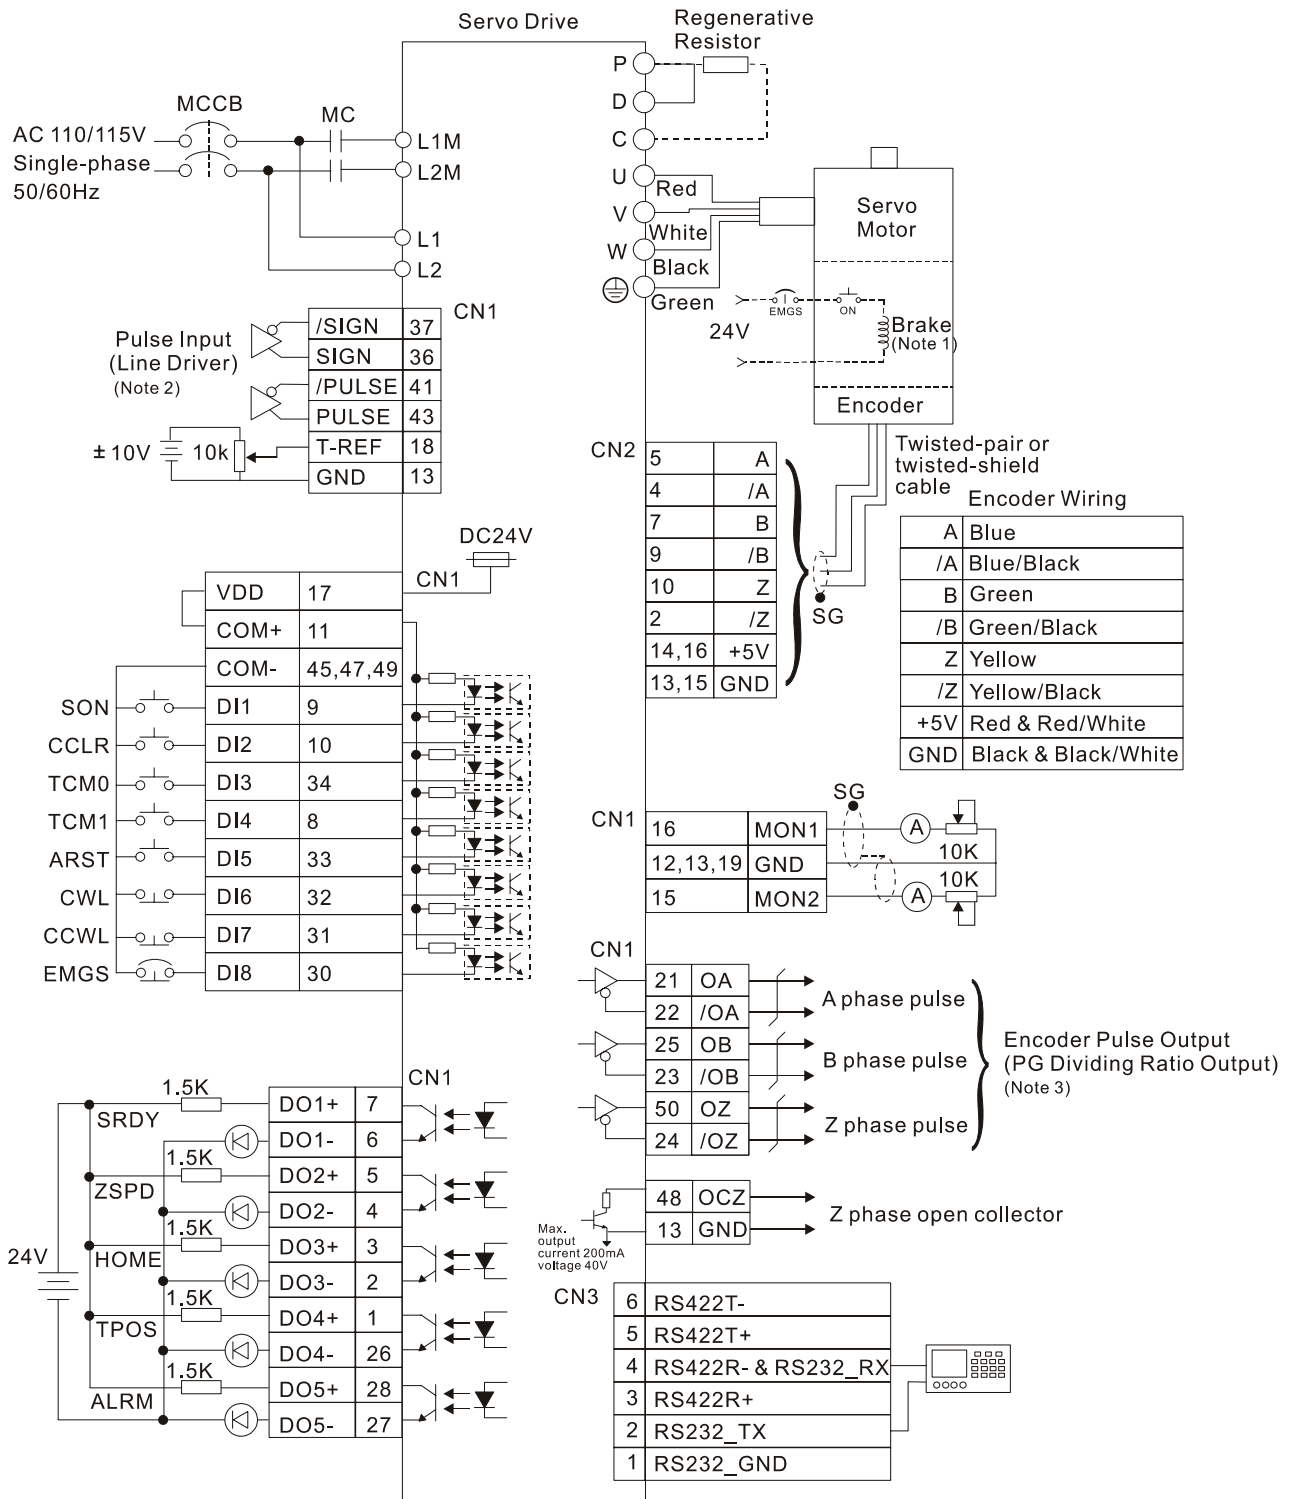 Servo Drive
Regenerative
Resistor
P
D
C
MCCB
MC
AC 110/115V
Single-phase
50/60Hz
L1M
L2M
L1
L2
U
Red
V
White
W
Black
Green
Servo
Motor
24V
EMGS
ON
Brake
(Note 1)
Encoder
CN1
Pulse Input
(Line Driver)
(Note 2)
/SIGN 37
SIGN 36
/PULSE 41
PULSE 43
T-REF 18
GND 13
±10V
10k
CN2
5 A
4 /A
7 B
9 /B
10 Z
2 /Z
14,16 +5V
13,15 GND
SG
Twisted-pair or
twisted-shield
cable
Encoder Wiring
A Blue
/A Blue/Black
B Green
/B Green/Black
Z Yellow
/Z Yellow/Black
+5V Red & Red/White
GND Black & Black/White
DC24V
CN1
VDD 17
COM+ 11
COM- 45,47,49
SON DI1 9
CCLR DI2 10
TCM0 DI3 34
TCM1 DI4 8
ARST DI5 33
CWL DI6 32
CCWL DI7 31
EMGS DI8 30
CN1
16 MON1
12,13,19 GND
15 MON2
SG
A
10K
10K
A
CN1
21 OA
22 /OA
25 OB
23 /OB
50 OZ
24 /OZ
A phase pulse
B phase pulse
Z phase pulse
Encoder Pulse Output
(PG Dividing Ratio Output)
(Note 3)
48 OCZ
13 GND
Z phase open collector
Max.
output
current 200mA
voltage 40V
CN1
24V
1.5K
SRDY
DO1+ 7
DO1- 6
1.5K
ZSPD
DO2+ 5
DO2- 4
1.5K
HOME
DO3+ 3
DO3- 2
1.5K
TPOS
DO4+ 1
DO4- 26
1.5K
ALRM
DO5+ 28
DO5- 27
CN3
6 RS422T-
5 RS422T+
4 RS422R- & RS232_RX
3 RS422R+
2 RS232_TX
1 RS232_GND